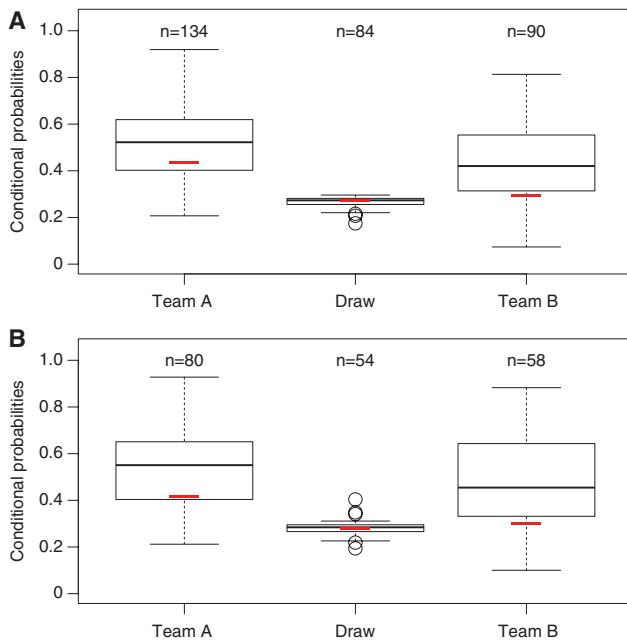 A
Conditional probabilities
1.0
0.8
0.6
0.4
0.2
0
n=134 n=84 n=90
Team A Draw Team B
B
Conditional probabilities
1.0
0.8
0.6
0.4
0.2
0
n=80 n=54 n=58
Team A Draw Team B